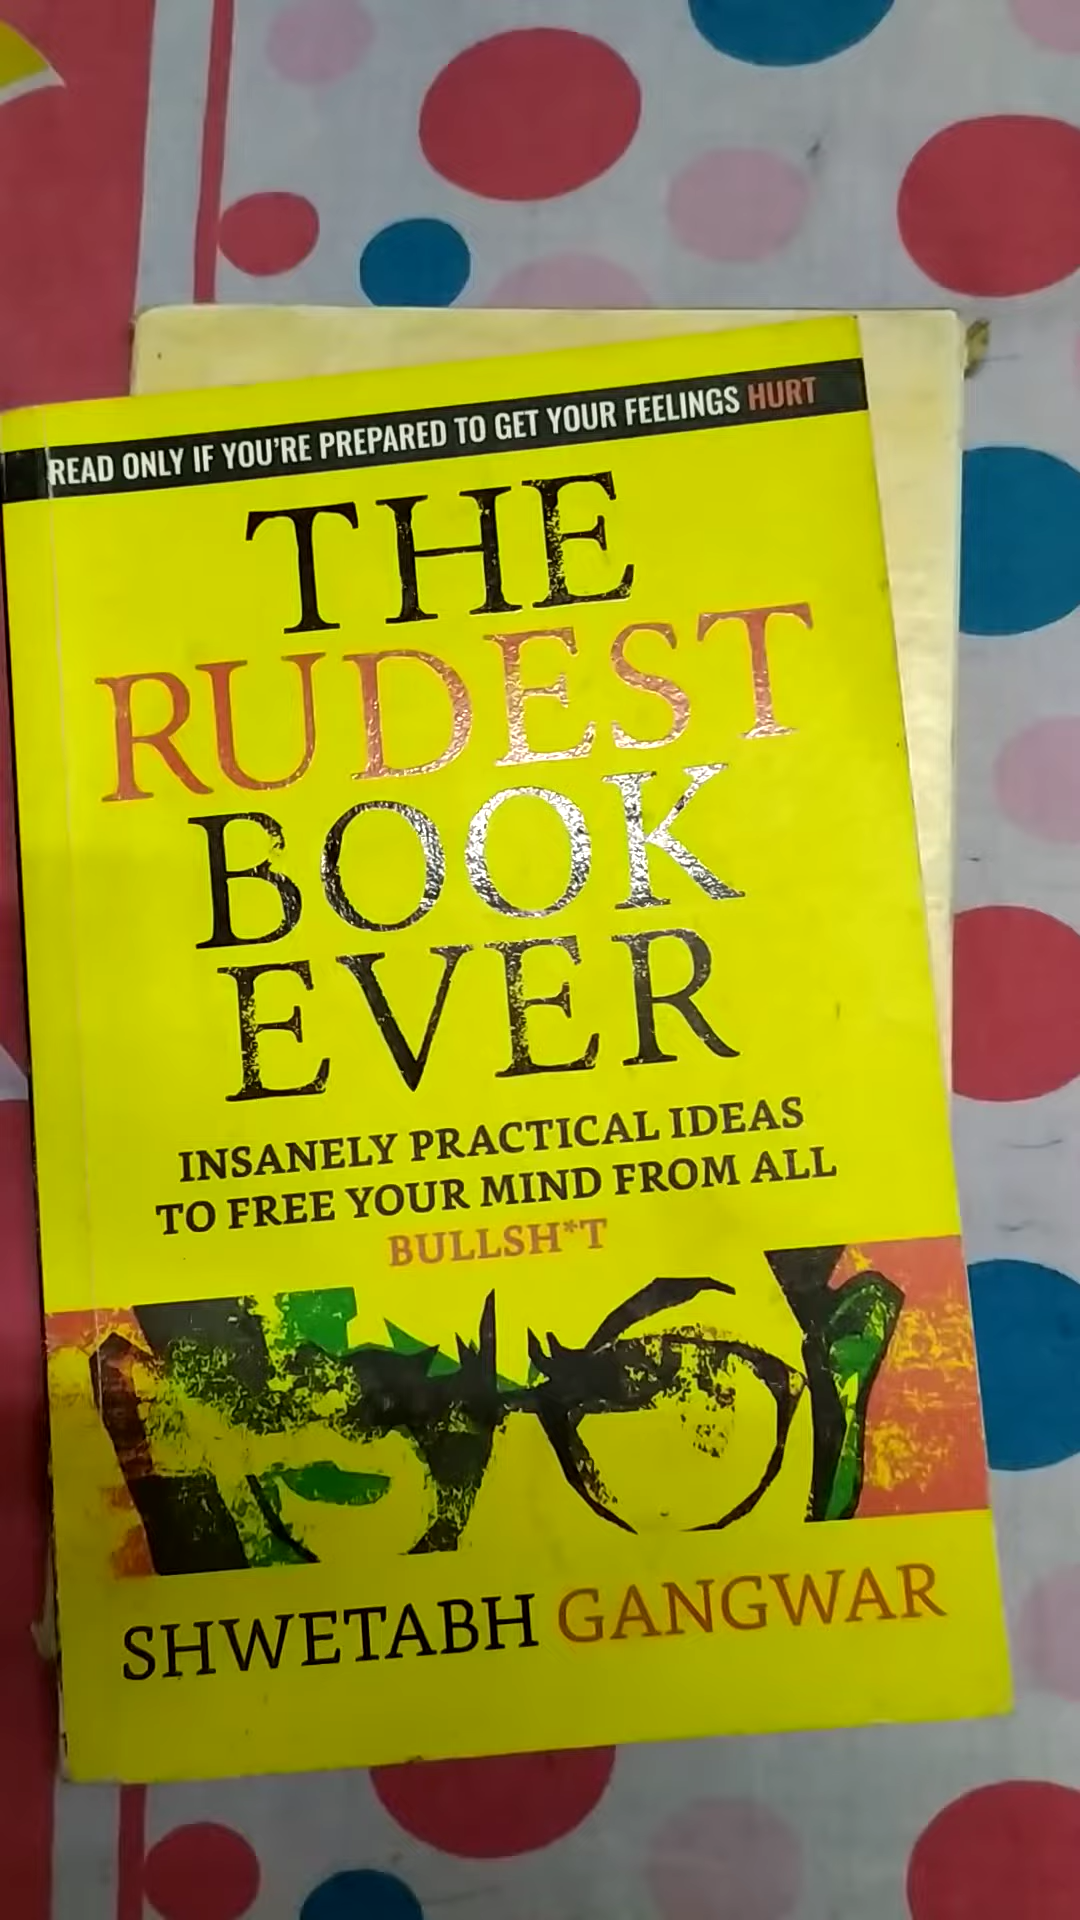 READ ONLY IF YOU'RE PREPARED TO GET YOUR FEELINGS HURT
THE
RUDEST
BOOK
EVER
INSANELY PRACTICAL IDEAS
TO FREE YOUR MIND FROM ALL
BULLSH*T
SHWETABH GANGWAR